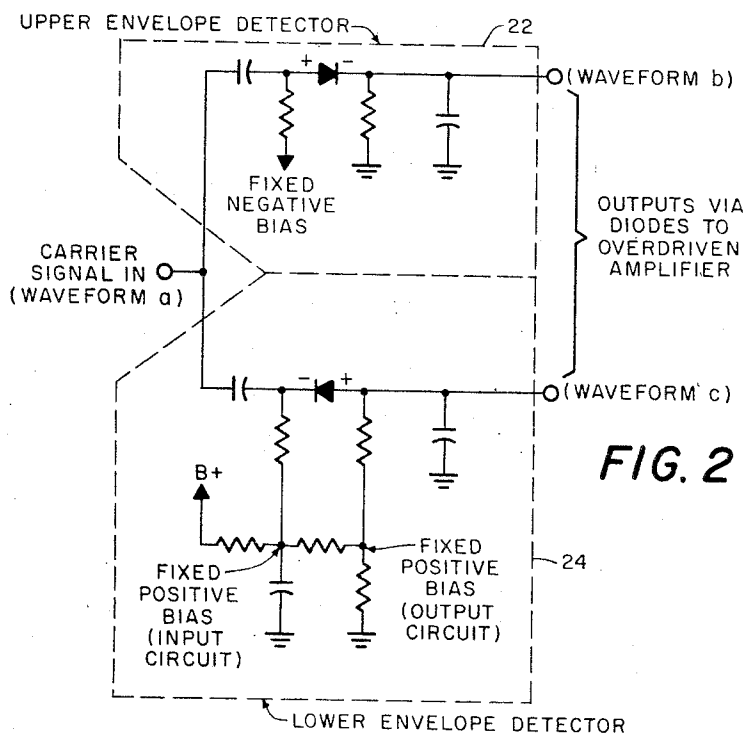 UPPER ENVELOPE DETECTOR
22
+ -
(WAVEFORM b)
FIXED
NEGATIVE
BIAS
OUTPUTS VIA
DIODES TO
OVERDRIVEN
AMPLIFIER
CARRIER
SIGNAL IN
(WAVEFORM a)
- +
(WAVEFORM c)
FIG. 2
B+
FIXED
POSITIVE
BIAS
(INPUT
CIRCUIT)
FIXED
POSITIVE
BIAS
(OUTPUT
CIRCUIT)
24
LOWER ENVELOPE DETECTOR